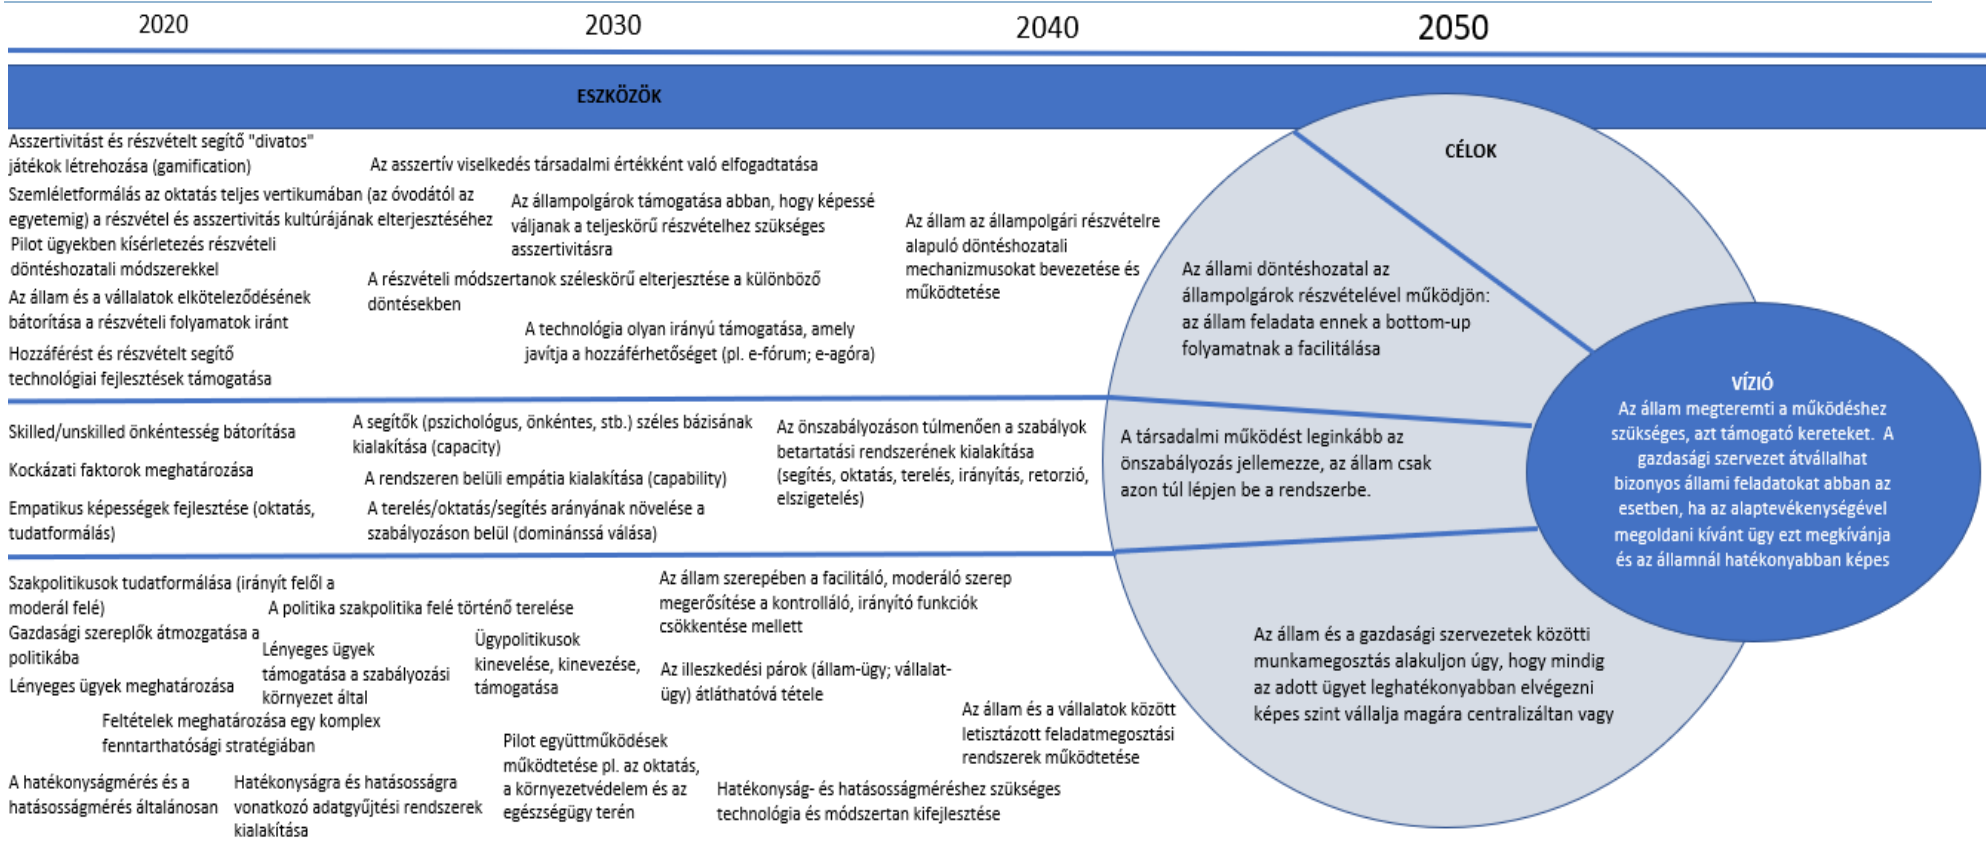 2020
2030
2040
2050
ESZKÖZÖK
Asszertivitást és részvételt segítő "divatos"
játékok létrehozása (gamification)
Az asszertív viselkedés társadalmi értékként való elfogadtatása
Szemléletformálás az oktatás teljes vertikumában (az óvodától az
egyetemig) a részvétel és asszertivitás kultúrájának elterjesztéséhez
Az állampolgárok támogatása abban, hogy képessé
váljanak a teljeskörű részvételhez szükséges
asszertivitásra
Pilot ügyekben kísérletezés részvételi
döntéshozatali módszerekkel
A részvételi módszertanok széleskörű elterjesztése a különböző
döntésekben
Az állam az állampolgári részvételre
alapuló döntéshozatali
mechanizmusokat bevezetése és
működtetése
Az állam és a vállalatok elköteleződésének
bátorítása a részvételi folyamatok iránt
A technológia olyan irányú támogatása, amely
javítja a hozzáférhetőséget (pl. e-fórum; e-agóra)
Hozzáférést és részvételt segítő
technológiai fejlesztések támogatása
CÉLOK
Az állami döntéshozatal az
állampolgárok részvételével működjön:
az állam feladata ennek a bottom-up
folyamatnak a facilitálása
Skilled/unskilled önkéntesség bátorítása
Kockázati faktorok meghatározása
Empatikus képességek fejlesztése (oktatás,
tudatformálás)
A segítők (pszichológus, önkéntes, stb.) széles bázisának
kialakítása (capacity)
A rendszeren belüli empátia kialakítása (capability)
A terelés/oktatás/segítés arányának növelése a
szabályozáson belül (dominánssá válása)
Az önszabályozáson túlmenően a szabályok
betartatási rendszerének kialakítása
(segítés, oktatás, terelés, irányítás, retorzió,
elszigetelés)
A társadalmi működést leginkább az
önszabályozás jellemezze, az állam csak
azon túl lépjen be a rendszerbe.
VÍZIÓ
Az állam megteremti a működéshez
szükséges, azt támogató kereteket. A
gazdasági szervezet átvállalhat
bizonyos állami feladatokat abban az
esetben, ha az alaptevékenységével
megoldani kívánt ügy ezt megkívánja
és az államnál hatékonyabban képes
Szakpolitikusok tudatformálása (irányít felől a
moderál felé)
A politika szakpolitika felé történő terelése
Az állam szerepében a facilitáló, moderáló szerep
megerősítése a kontrolláló, irányító funkciók
csökkentése mellett
Gazdasági szereplők átmozgatása a
politikába
Lényeges ügyek meghatározása
Lényeges ügyek
támogatása a szabályozási
környezet által
Ügypolitikusok
kinevelése, kinevezése,
támogatása
Az illeszkedési párok (állam-ügy; vállalat-
ügy) átláthatóvá tétele
Feltételek meghatározása egy komplex
fenntarthatósági stratégiában
Az állam és a vállalatok között
letisztázott feladatmegosztási
rendszerek működtetése
Pilot együttműködések
működtetése pl. az oktatás,
a környezetvédelem és az
egészségügy terén
A hatékonyságmérés és a
hatásosságmérés általánosan
Hatékonyságra és hatásosságra
vonatkozó adatgyűjtési rendszerek
kialakítása
Hatékonyság- és hatásosságméréshez szükséges
technológia és módszertan kifejlesztése
Az állam és a gazdasági szervezetek közötti
munkamegosztás alakuljon úgy, hogy mindig
az adott ügyet leghatékonyabban elvégezni
képes szint vállalja magára centralizáltan vagy